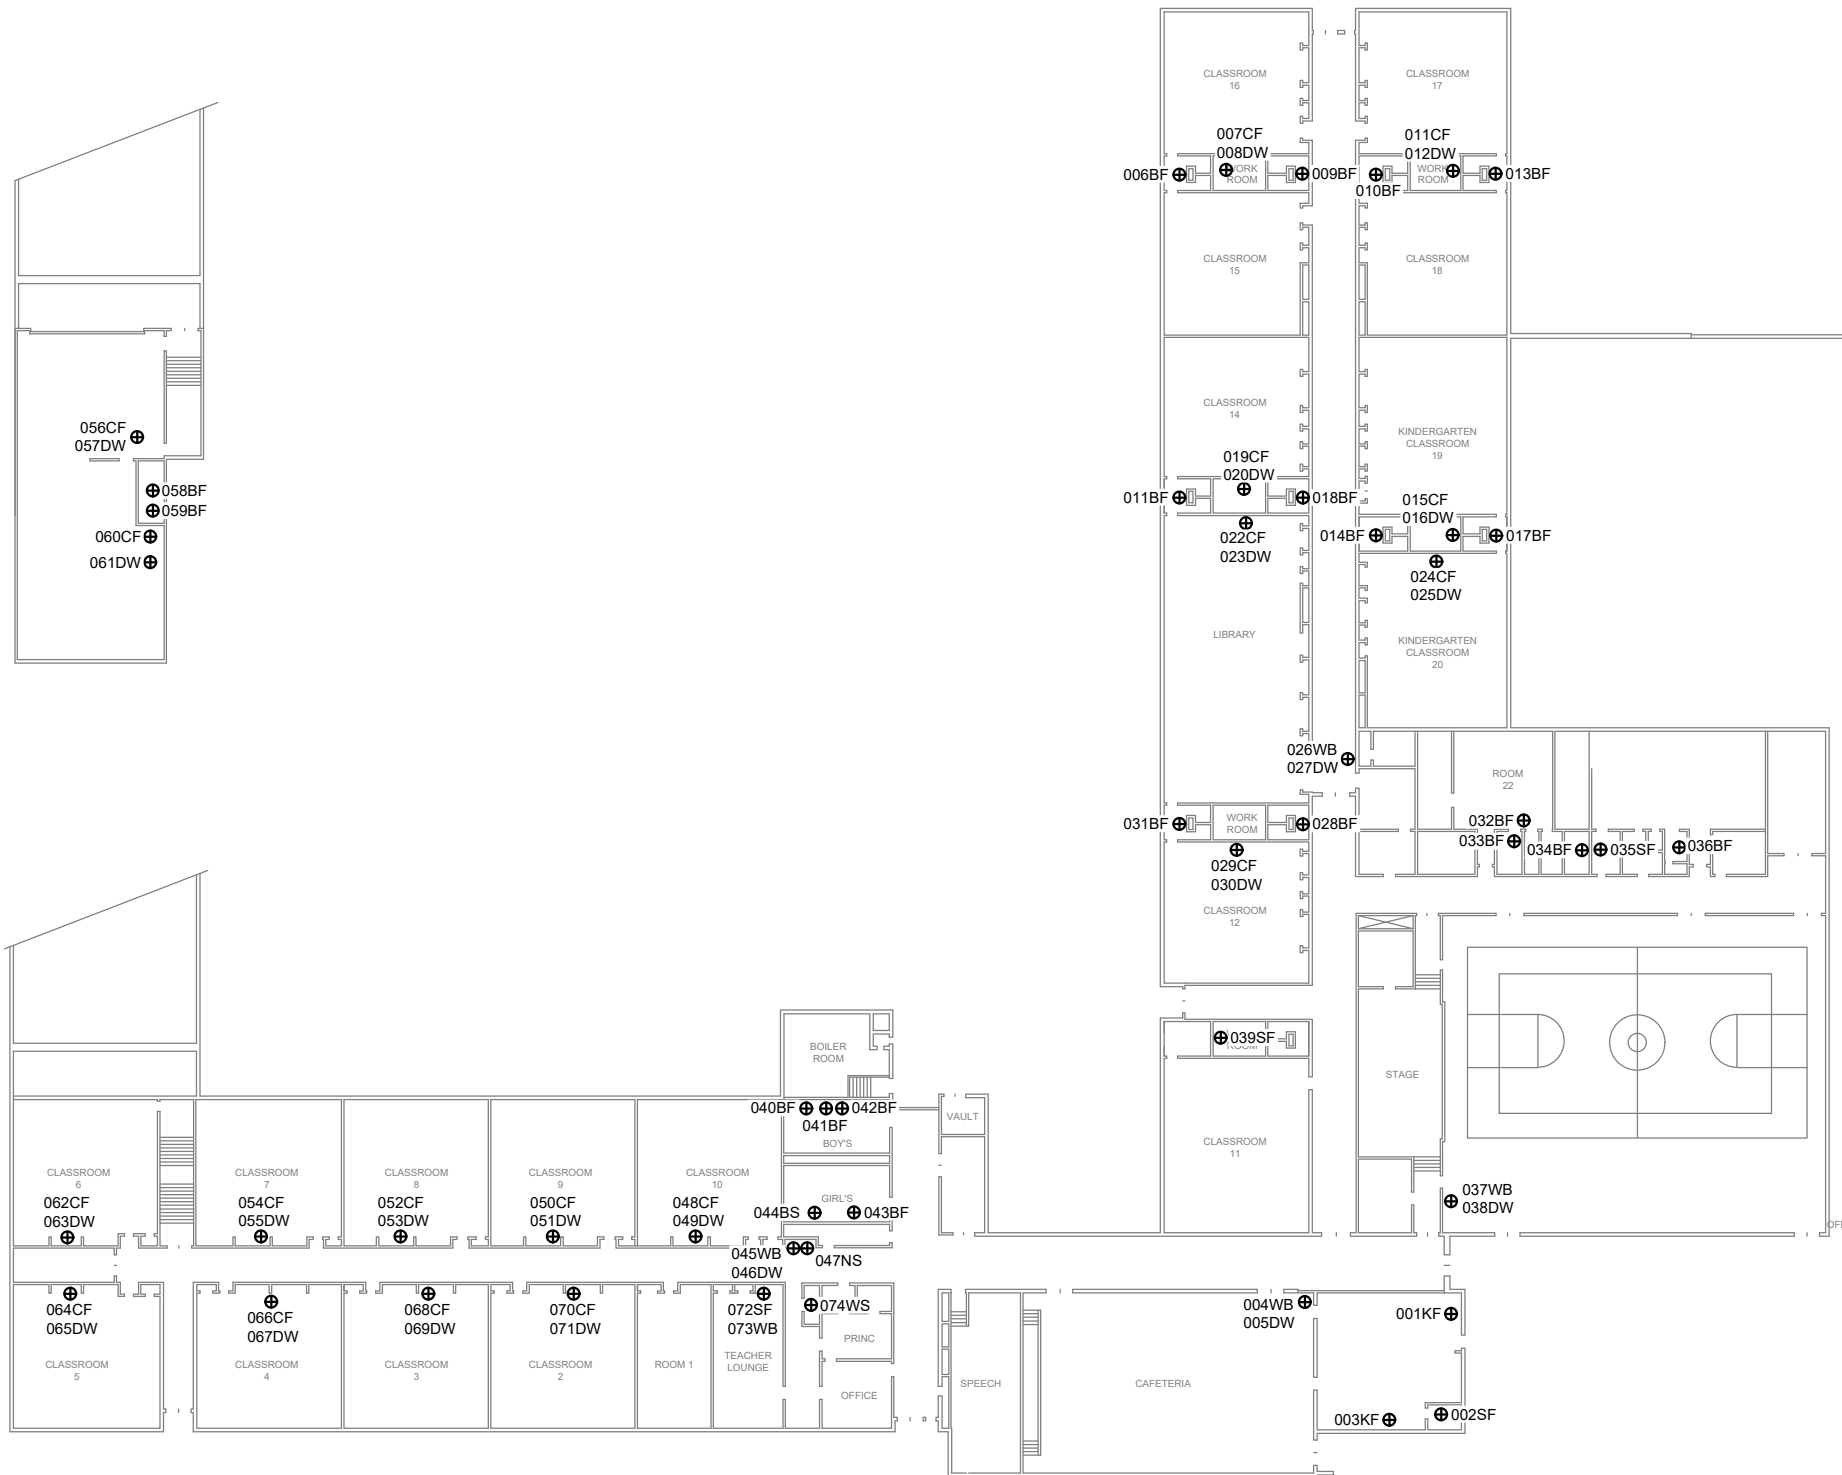 CLASSROOM
16
CLASSROOM
17
007CF
008DW
WORK
ROOM
006BF
009BF
011CF
012DW
WORK
ROOM
010BF
013BF
CLASSROOM
15
CLASSROOM
18
CLASSROOM
14
KINDERGARTEN
CLASSROOM
19
056CF
057DW
058BF
059BF
060CF
061DW
019CF
020DW
011BF
018BF
015CF
016DW
014BF
017BF
022CF
023DW
024CF
025DW
LIBRARY
KINDERGARTEN
CLASSROOM
20
026WB
027DW
ROOM
22
031BF
WORK
ROOM
028BF
032BF
033BF
034BF
035SF
036BF
029CF
030DW
CLASSROOM
12
039SF
ROOM
BOILER
ROOM
STAGE
040BF
041BF
042BF
BOY'S
VAULT
CLASSROOM
11
CLASSROOM
6
062CF
063DW
CLASSROOM
7
054CF
055DW
CLASSROOM
8
052CF
053DW
CLASSROOM
9
050CF
051DW
CLASSROOM
10
048CF
049DW
GIRL'S
044BS
043BF
037WB
038DW
045WB
046DW
047NS
064CF
065DW
CLASSROOM
5
066CF
067DW
CLASSROOM
4
068CF
069DW
CLASSROOM
3
070CF
071DW
CLASSROOM
2
ROOM 1
072SF
073WB
TEACHER
LOUNGE
074WS
PRINC
OFFICE
SPEECH
CAFETERIA
004WB
005DW
001KF
003KF
002SF